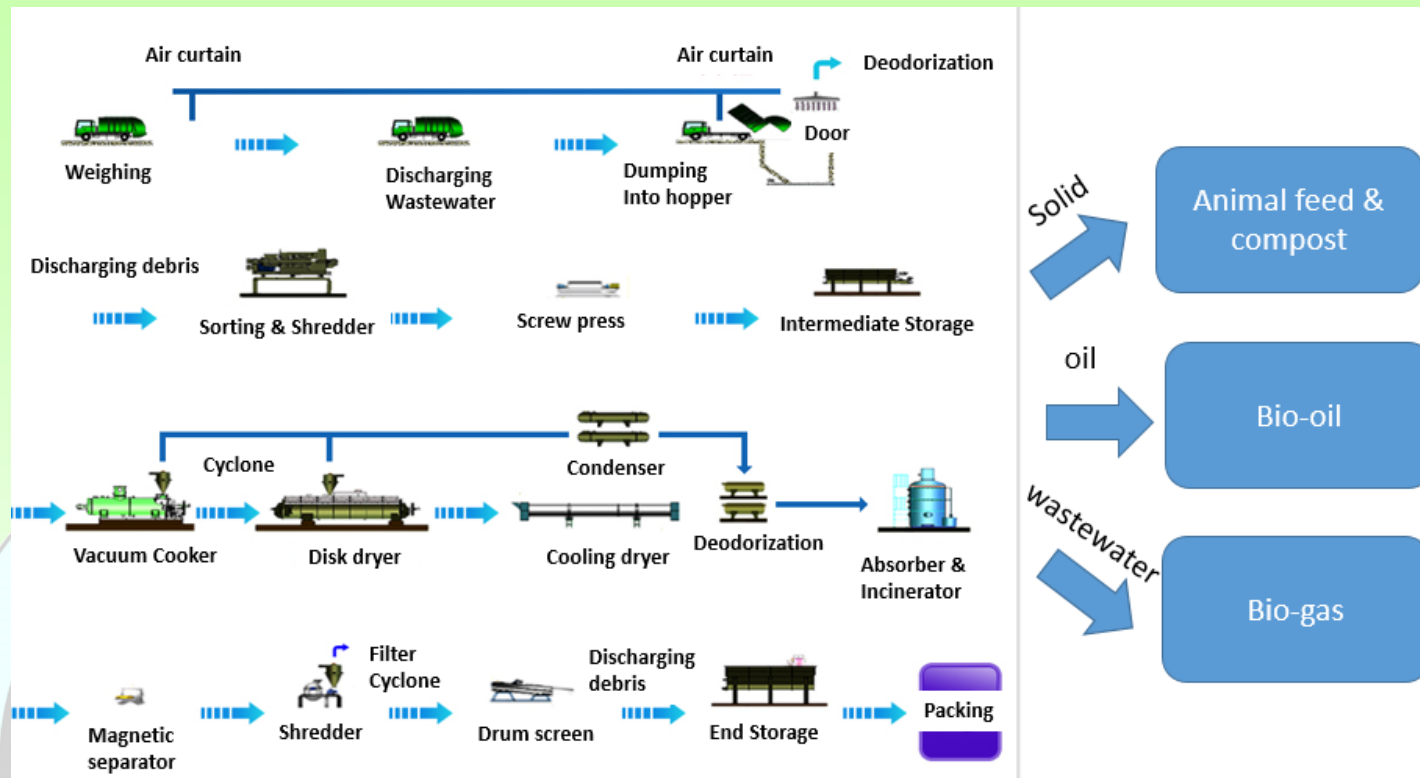 Air curtain
Air curtain
Deodorization
Door
Weighing
Discharging
Wastewater
Dumping
Into hopper
Discharging debris
Sorting & Shredder
Screw press
Intermediate Storage
Cyclone
Condenser
Vacuum Cooker
Disk dryer
Cooling dryer
Deodorization
Absorber &
Incinerator
Filter
Cyclone
Discharging
debris
Magnetic
separator
Shredder
Drum screen
End Storage
Packing
Solid
Animal feed &
compost
oil
Bio-oil
wastewater
Bio-gas